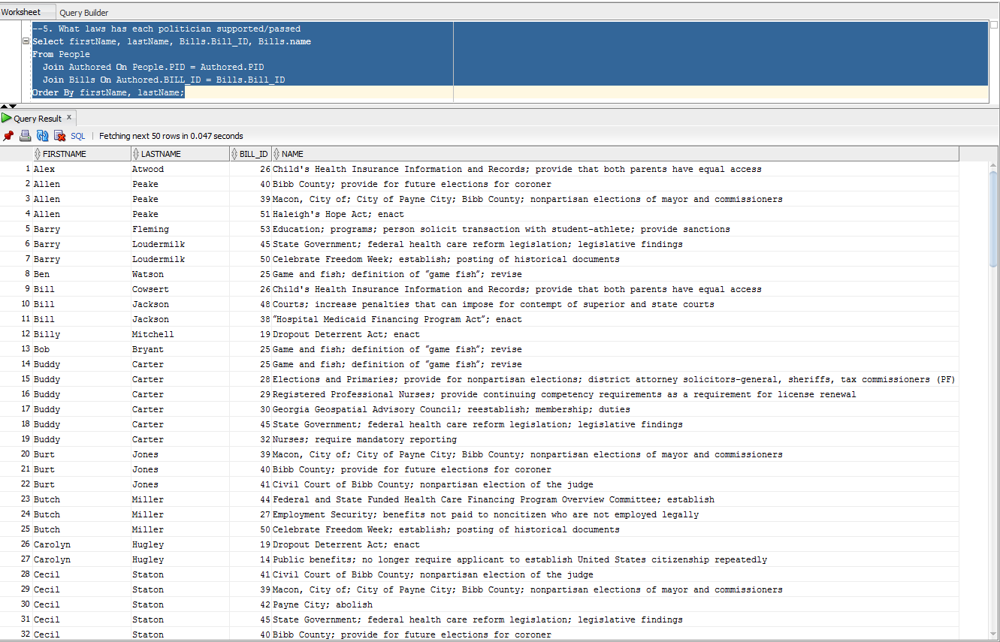 Worksheet Query Builder
--5. What laws has each politician supported/passed
Select firstName, lastName, Bills.Bill_ID, Bills.name
From People
Join Authored On People.PID = Authored.PID
Join Bills On Authored.BILL_ID = Bills.Bill_ID
Order By firstName, lastName;
Query Result x
SQL | Fetching next 50 rows in 0.047 seconds
FIRSTNAME LASTNAME BILL_ID NAME
1 Alex Atwood 26 Child's Health Insurance Information and Records; provide that both parents have equal access
2 Allen Peake 40 Bibb County; provide for future elections for coroner
3 Allen Peake 39 Macon, City of; City of Payne City; Bibb County; nonpartisan elections of mayor and commissioners
4 Allen Peake 51 Haleigh's Hope Act; enact
5 Barry Fleming 53 Education; programs; person solicit transaction with student-athlete; provide sanctions
6 Barry Loudermilk 45 State Government; federal health care reform legislation; legislative findings
7 Barry Loudermilk 50 Celebrate Freedom Week; establish; posting of historical documents
8 Ben Watson 25 Game and fish; definition of “game fish”; revise
9 Bill Cowsert 26 Child's Health Insurance Information and Records; provide that both parents have equal access
10 Bill Jackson 48 Courts; increase penalties that can impose for contempt of superior and state courts
11 Bill Jackson 38 “Hospital Medicaid Financing Program Act”; enact
12 Billy Mitchell 19 Dropout Deterrent Act; enact
13 Bob Bryant 25 Game and fish; definition of “game fish”; revise
14 Buddy Carter 25 Game and fish; definition of “game fish”; revise
15 Buddy Carter 28 Elections and Primaries; provide for nonpartisan elections; district attorney solicitors-general, sheriffs, tax commissioners (PF)
16 Buddy Carter 29 Registered Professional Nurses; provide continuing competency requirements as a requirement for license renewal
17 Buddy Carter 30 Georgia Geospatial Advisory Council; reestablish; membership; duties
18 Buddy Carter 45 State Government; federal health care reform legislation; legislative findings
19 Buddy Carter 32 Nurses; require mandatory reporting
20 Burt Jones 39 Macon, City of; City of Payne City; Bibb County; nonpartisan elections of mayor and commissioners
21 Burt Jones 40 Bibb County; provide for future elections for coroner
22 Burt Jones 41 Civil Court of Bibb County; nonpartisan election of the judge
23 Butch Miller 44 Federal and State Funded Health Care Financing Program Overview Committee; establish
24 Butch Miller 27 Employment Security; benefits not paid to noncitizen who are not employed legally
25 Butch Miller 50 Celebrate Freedom Week; establish; posting of historical documents
26 Carolyn Hugley 19 Dropout Deterrent Act; enact
27 Carolyn Hugley 14 Public benefits; no longer require applicant to establish United States citizenship repeatedly
28 Cecil Staton 41 Civil Court of Bibb County; nonpartisan election of the judge
29 Cecil Staton 39 Macon, City of; City of Payne City; Bibb County; nonpartisan elections of mayor and commissioners
30 Cecil Staton 42 Payne City; abolish
31 Cecil Staton 45 State Government; federal health care reform legislation; legislative findings
32 Cecil Staton 40 Bibb County; provide for future elections for coroner